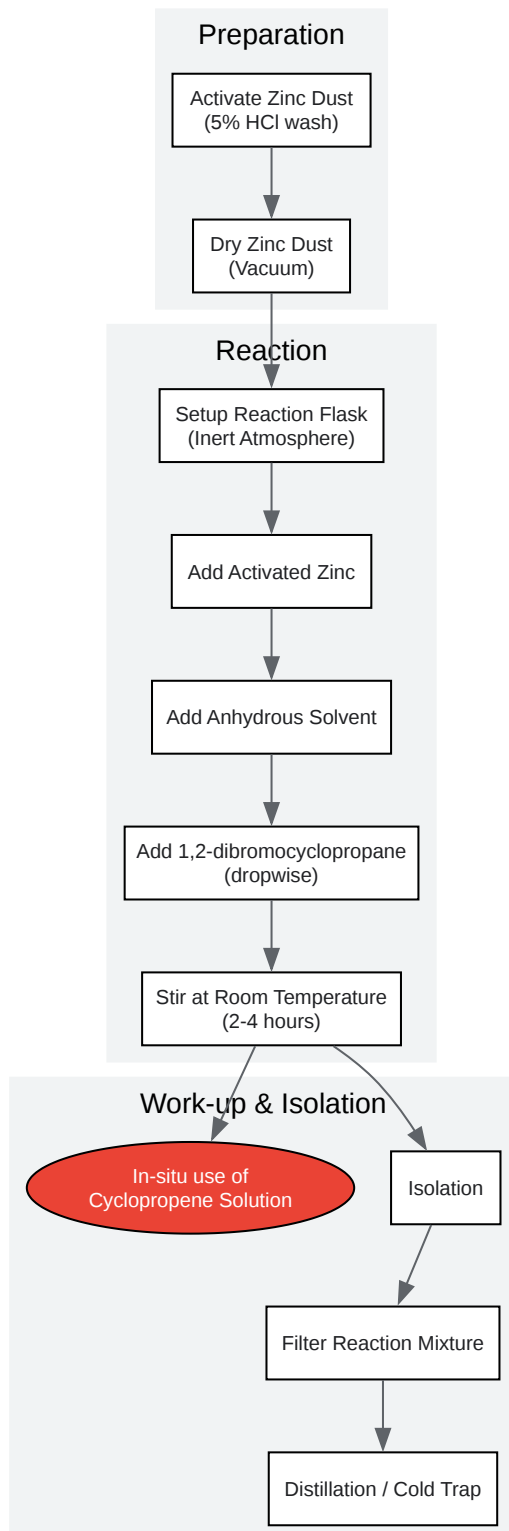 Preparation
Activate Zinc Dust
(5% HCl wash)
Dry Zinc Dust
(Vacuum)
Reaction
Setup Reaction Flask
(Inert Atmosphere)
Add Activated Zinc
Add Anhydrous Solvent
Add 1,2-dibromocyclopropane
(dropwise)
Stir at Room Temperature
(2-4 hours)
Work-up & Isolation
In-situ use of
Cyclopropene Solution
Isolation
Filter Reaction Mixture
Distillation / Cold Trap